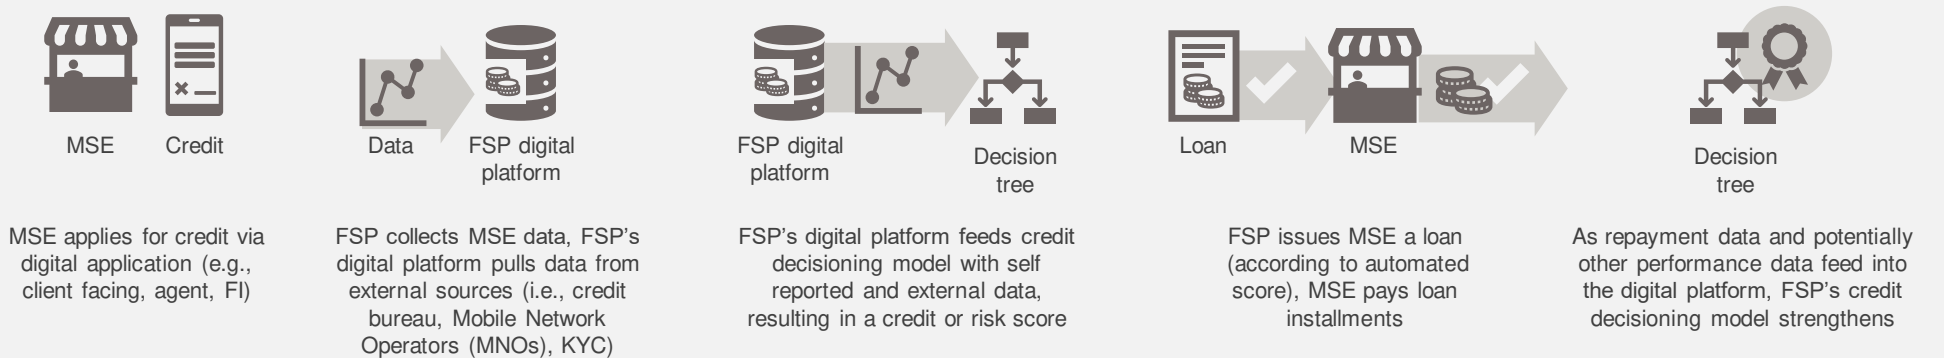 MSE
Credit
MSE applies for credit via
digital application (e.g.,
client facing, agent, FI)
Data
FSP digital
platform
FSP collects MSE data, FSP's
digital platform pulls data from
external sources (i.e., credit
bureau, Mobile Network
Operators (MNOs), KYC)
FSP digital
platform
Decision
tree
FSP's digital platform feeds credit
decisioning model with self
reported and external data,
resulting in a credit or risk score
Loan
MSE
FSP issues MSE a loan
(according to automated
score), MSE pays loan
installments
Decision
tree
As repayment data and potentially
other performance data feed into
the digital platform, FSP's credit
decisioning model strengthens